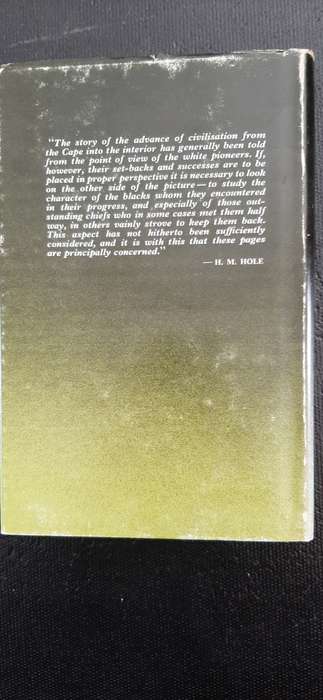 "The story of the advance of civilisation from
the Cape into the interior has generally been told
from the point of view of the white pioneers. If,
however, their set-backs and successes are to be
placed in proper perspective it is necessary to look
on the other side of the picture — to study the
character of the blacks whom they encountered
in their progress, and especially of those out-
standing chiefs who in some cases met them half
way, in others vainly strove to keep them back.
This aspect has not hitherto been sufficiently
considered, and it is with this that these pages
are principally concerned."
— H. M. HOLE